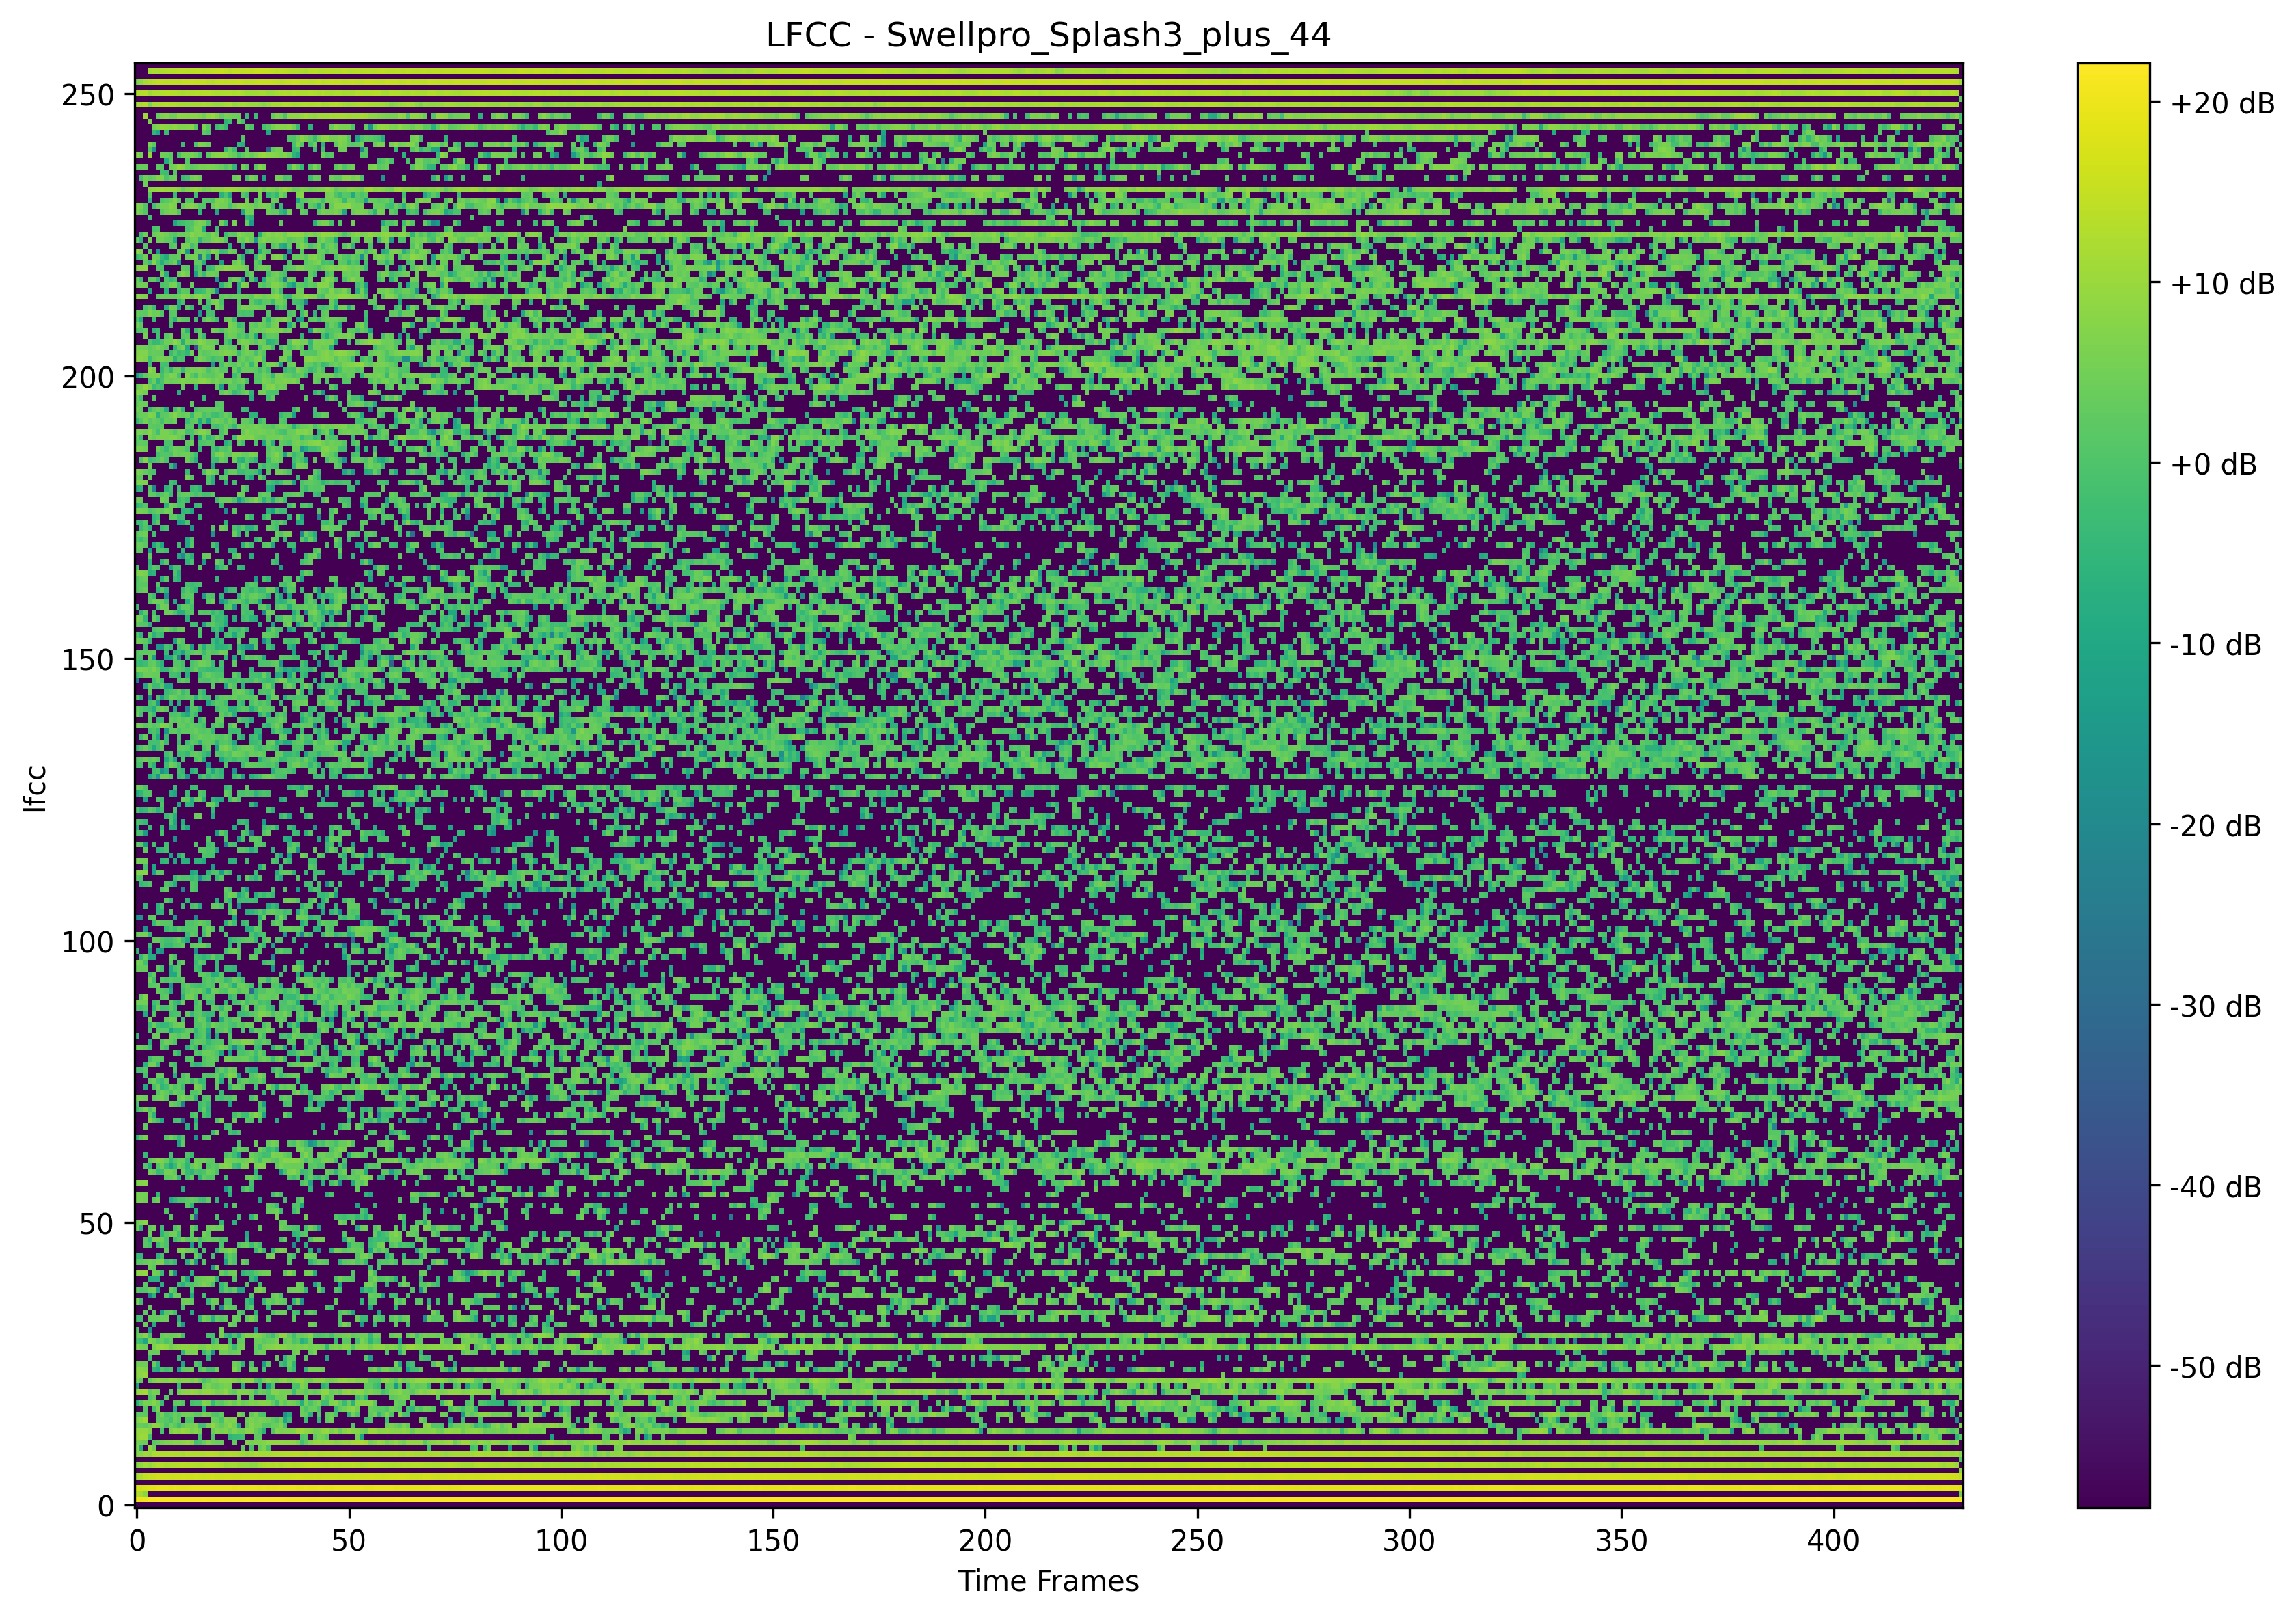 LFCC - Swellpro_Splash3_plus_44
250
200
150
100
50
0
lfcc
0 50 100 150 200 250 300 350 400
Time Frames
+20 dB
+10 dB
+0 dB
-10 dB
-20 dB
-30 dB
-40 dB
-50 dB